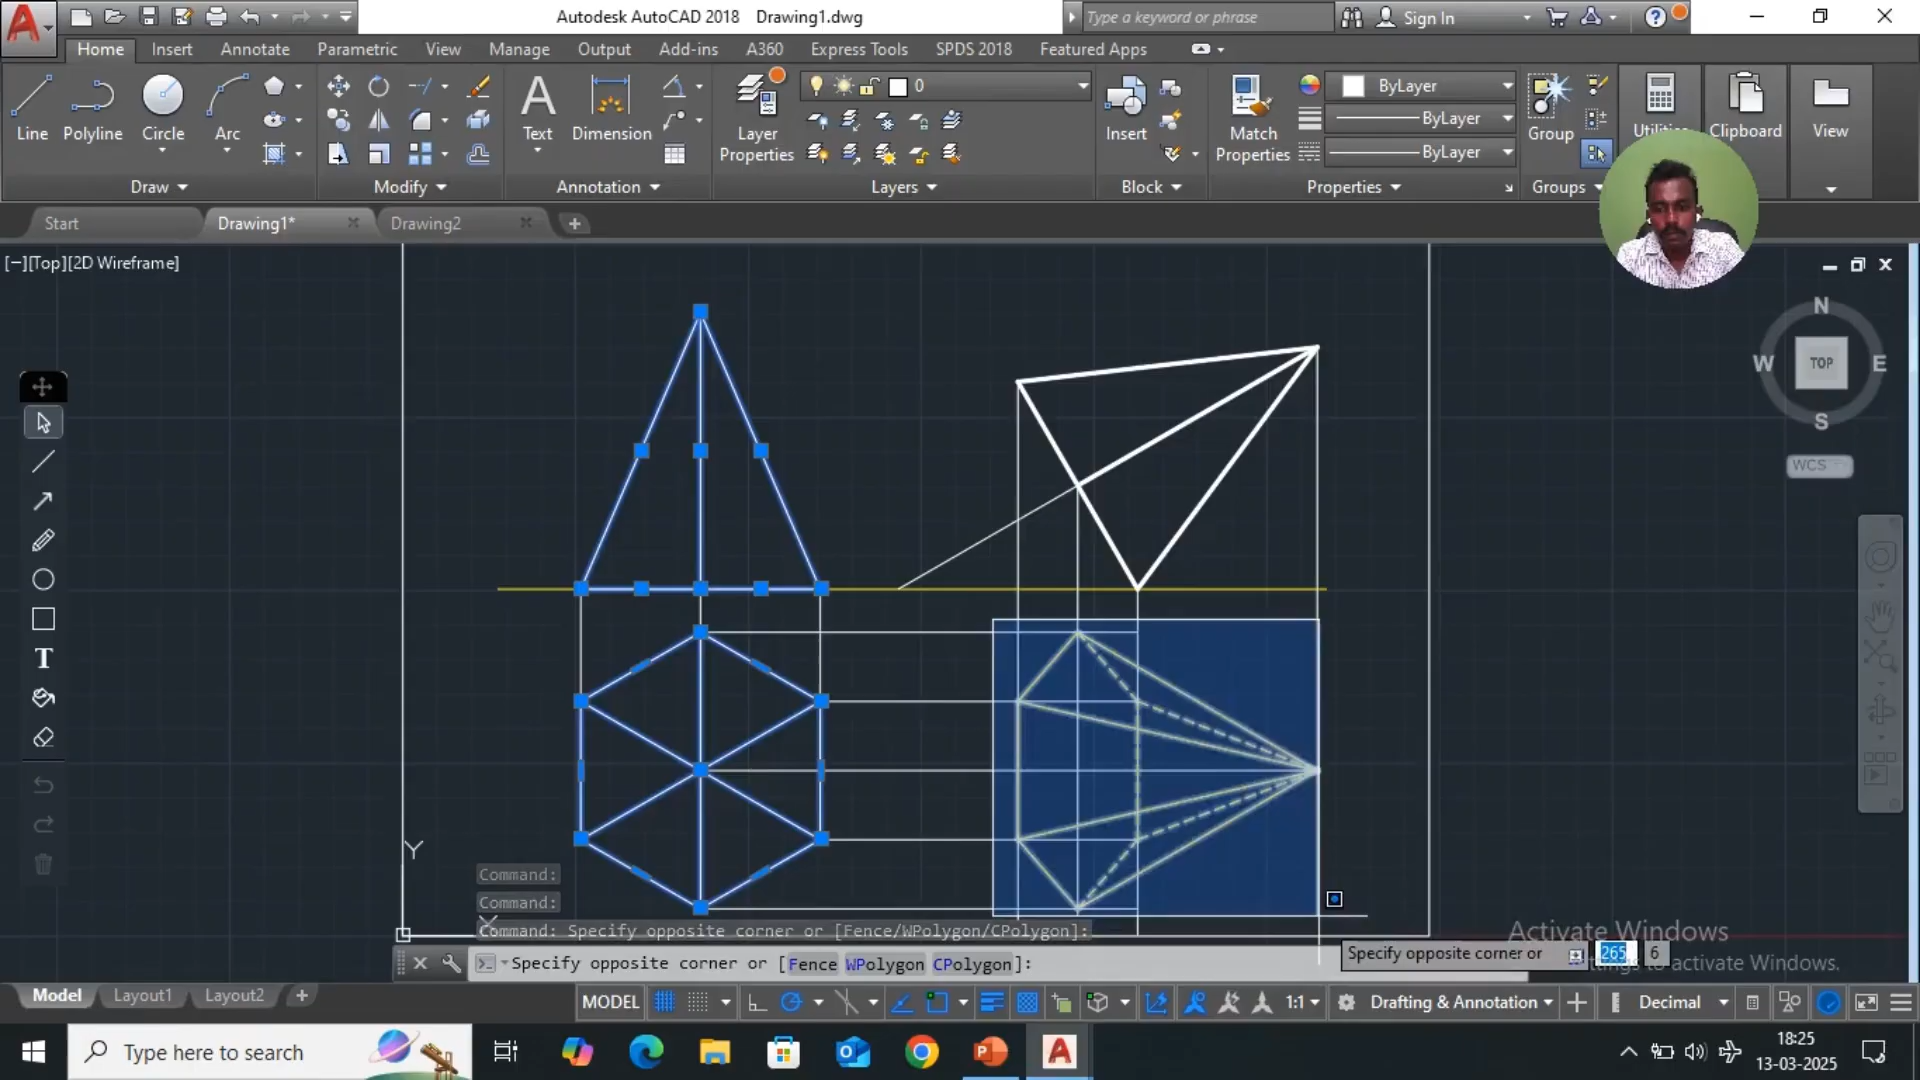 Autodesk AutoCAD 2018 Drawing1.dwg
Type a keyword or phrase
Sign In
Home Insert Annotate Parametric View Manage Output Add-ins A360 Express Tools SPDS 2018 Featured Apps
0
ByLayer
ByLayer
ByLayer
Line Polyline Circle Arc
Text Dimension
Layer
Properties
Insert
Match
Properties
Group
Clipboard
View
Draw Modify Annotation Layers Block Properties Groups
Start Drawing1* Drawing2
[−][Top][2D Wireframe]
N
W TOP E
S
WCS
T
Y
X
Command:
Command:
Command: Specify opposite corner or [Fence/WPolygon/CPolygon]:
Specify opposite corner or [Fence WPolygon CPolygon]:
Specify opposite corner or 265 6
Activate Windows
to activate Windows.
Model Layout1 Layout2
MODEL 1:1 Drafting & Annotation Decimal
Type here to search
18:25
13-03-2025